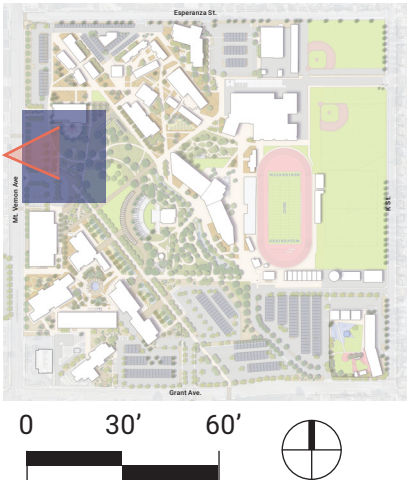 Esperanza St.
Mt. Vernon Ave
K St.
Grant Ave.
0 30’ 60’